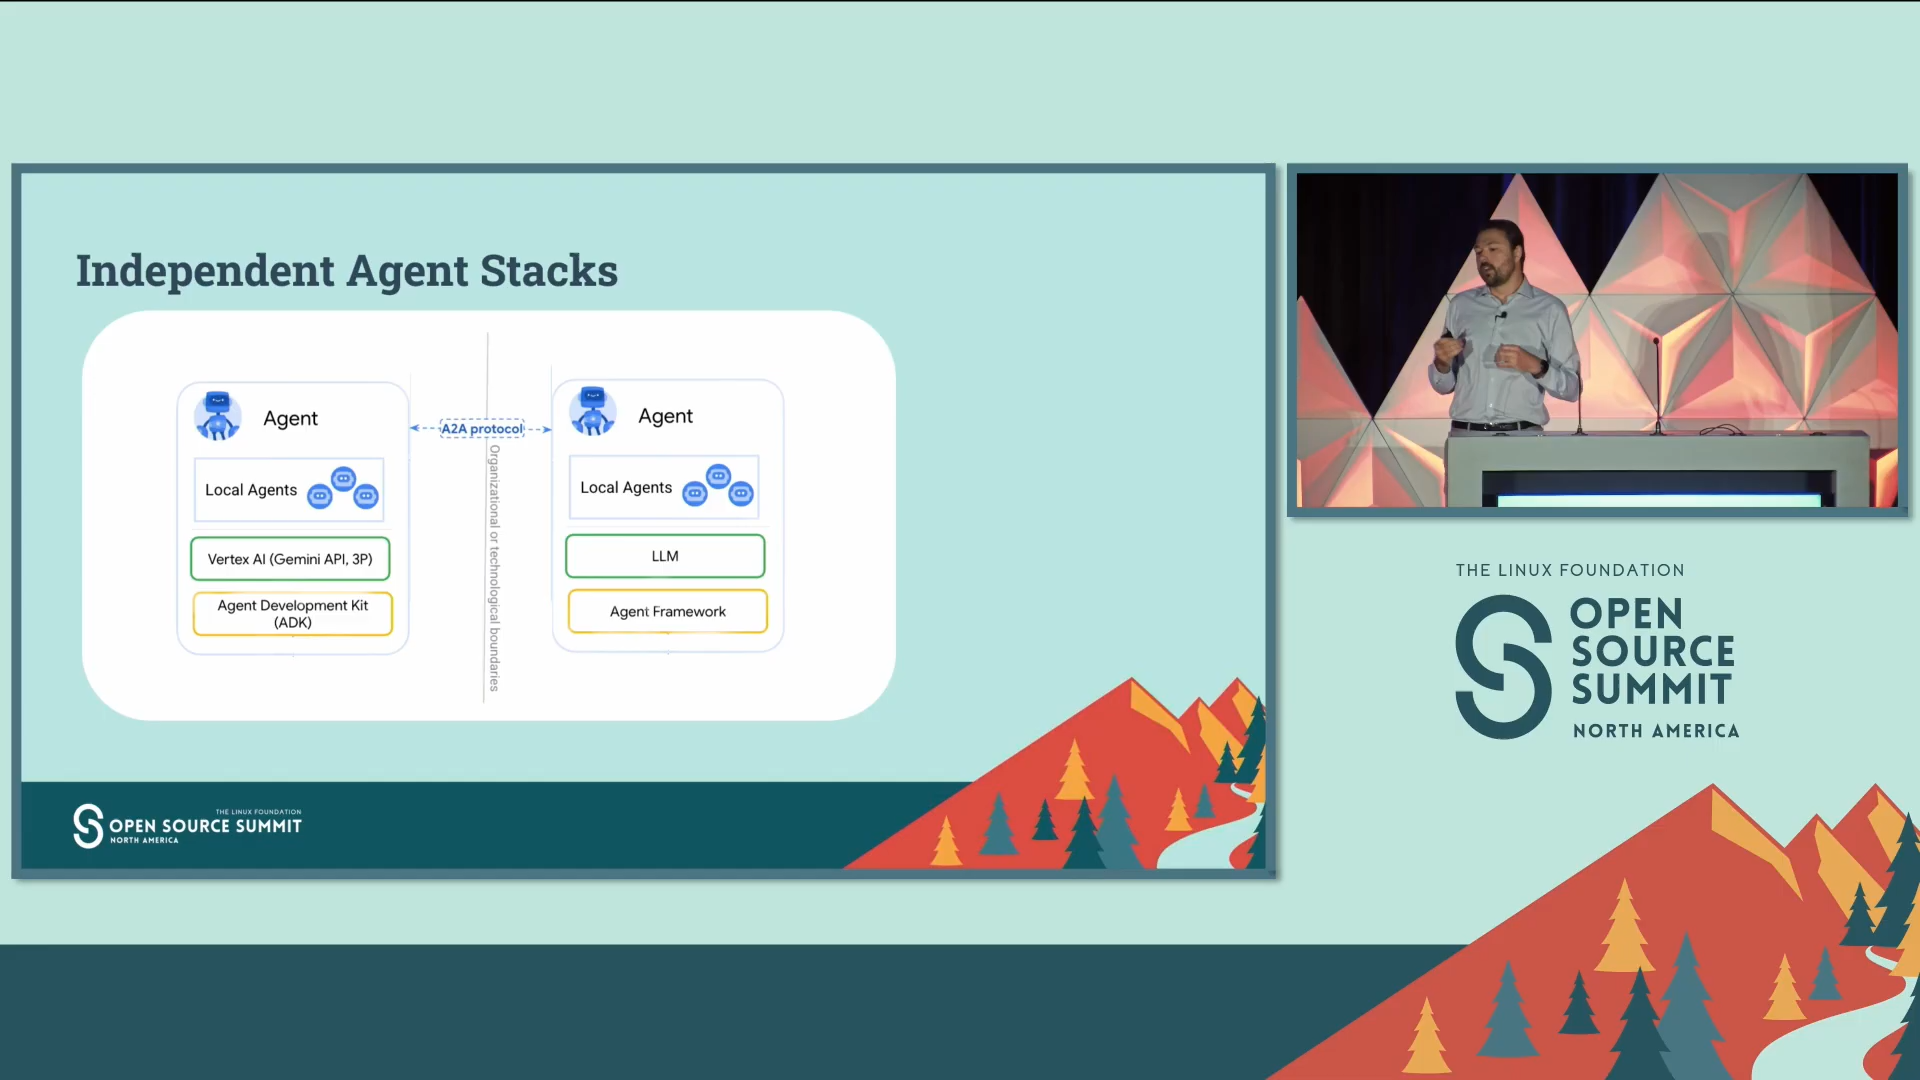 Independent Agent Stacks
Agent
Local Agents
Vertex AI (Gemini API, 3P)
Agent Development Kit
(ADK)
A2A protocol
Organizational or technological boundaries
Agent
Local Agents
LLM
Agent Framework
THE LINUX FOUNDATION
OPEN SOURCE SUMMIT
NORTH AMERICA
THE LINUX FOUNDATION
OPEN
SOURCE
SUMMIT
NORTH AMERICA